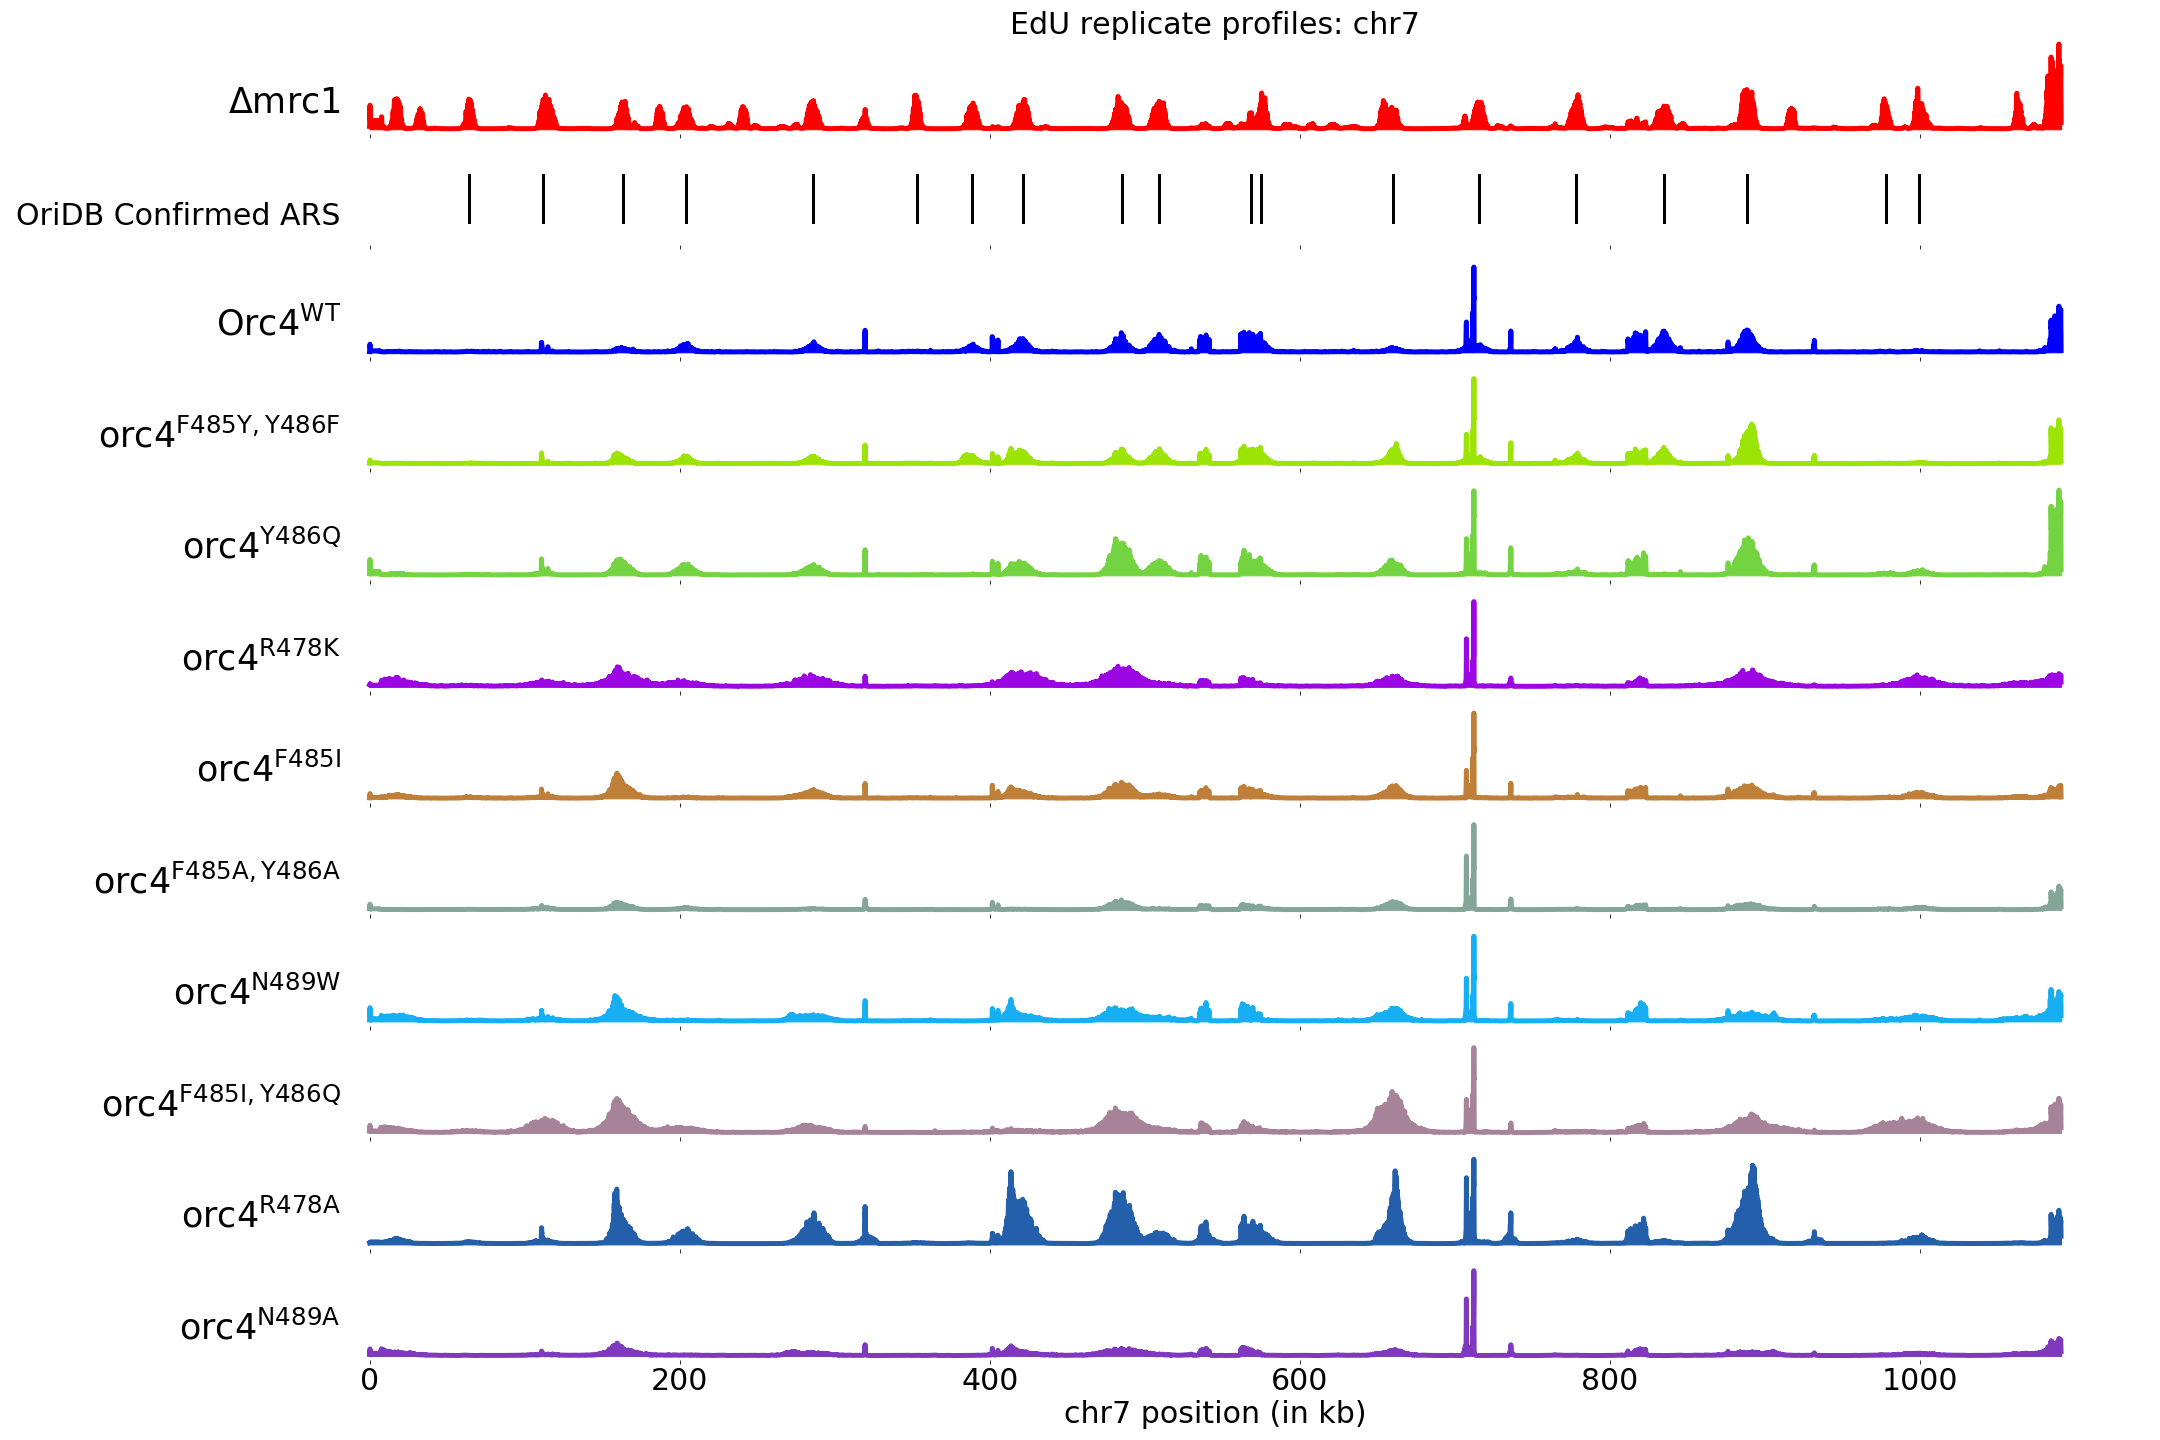 EdU replicate profiles: chr7
Δmrc1
OriDB Confirmed ARS
Orc4WT
orc4F485Y, Y486F
orc4Y486Q
orc4R478K
orc4F485I
orc4F485A, Y486A
orc4N489W
orc4F485I, Y486Q
orc4R478A
orc4N489A
0 200 400 600 800 1000
chr7 position (in kb)